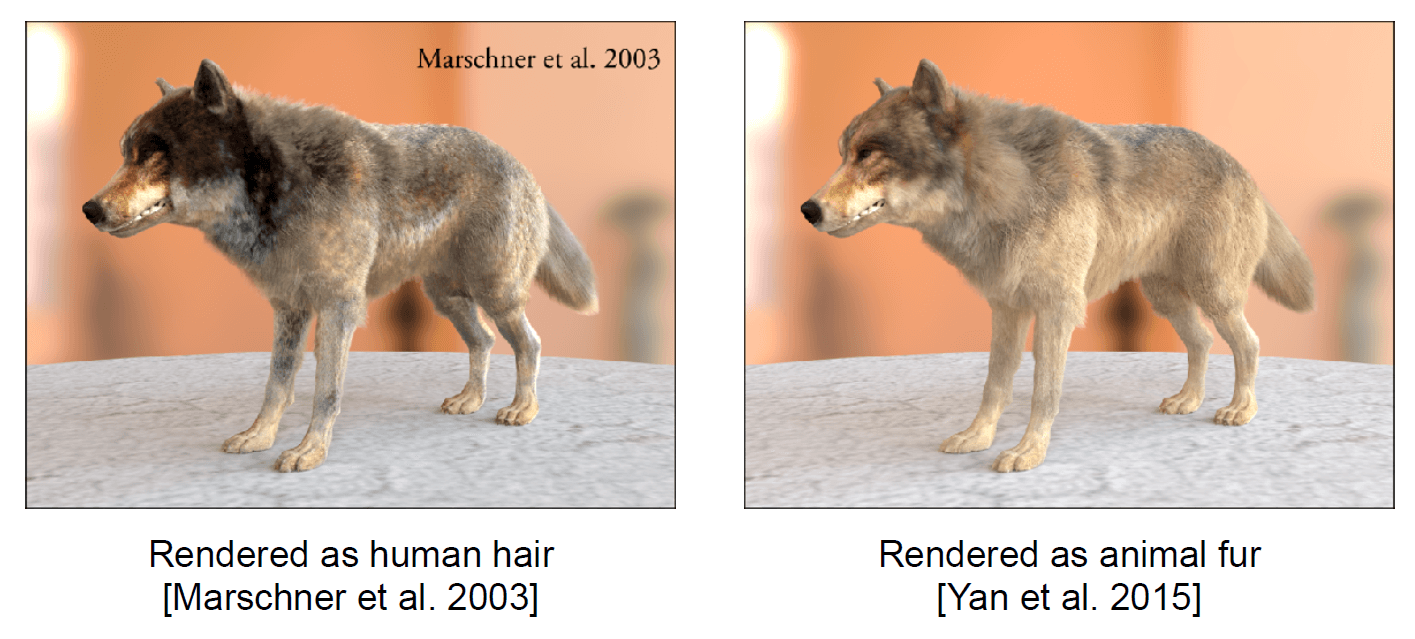 Marschner et al. 2003
Rendered as human hair
[Marschner et al. 2003]
Rendered as animal fur
[Yan et al. 2015]